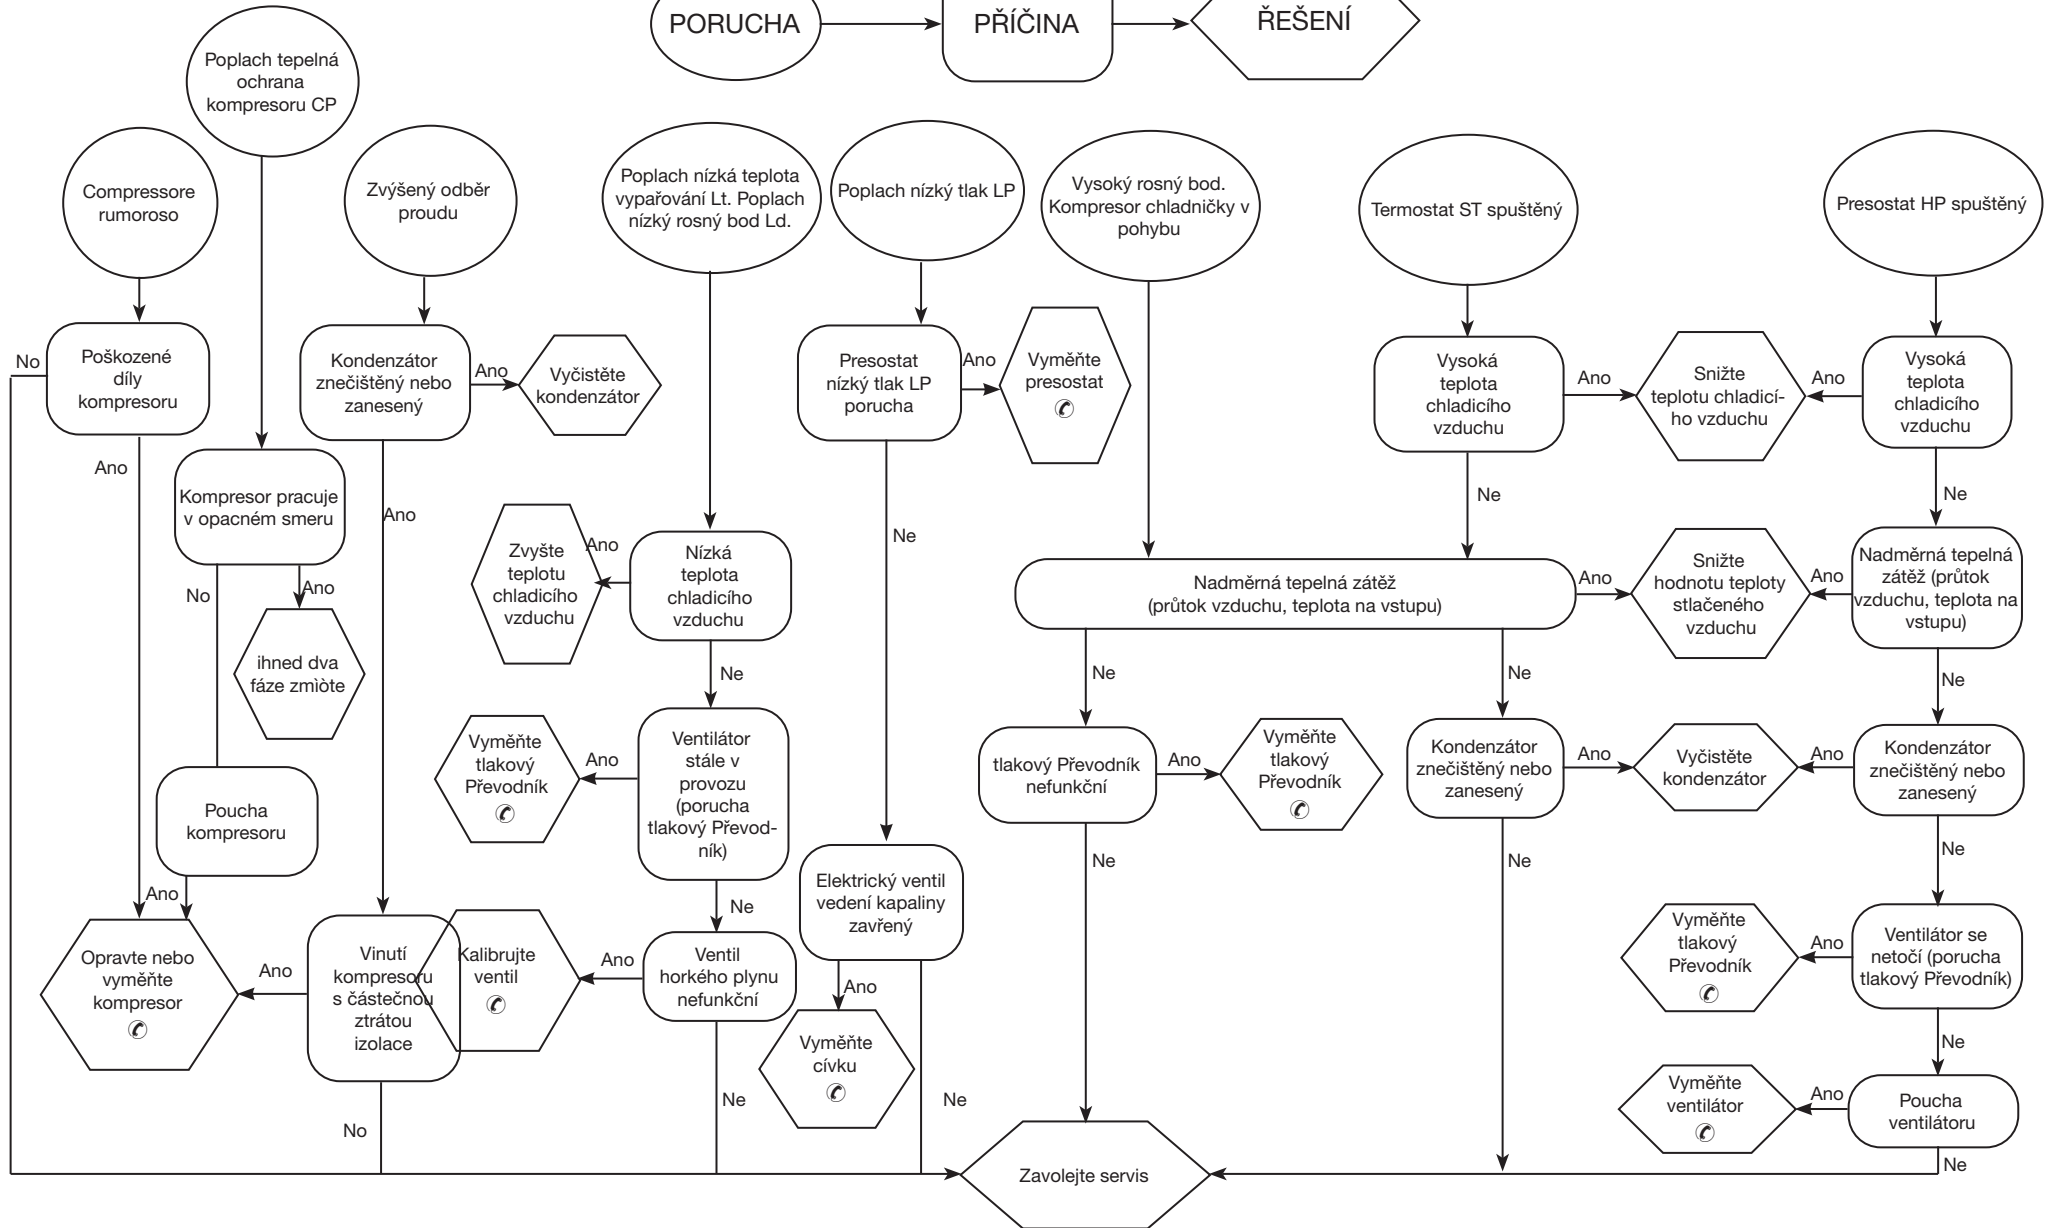 PORUCHA
PŘÍČINA
ŘEŠENÍ
Poplach tepelná
ochrana
kompresoru CP
Compressore
rumoroso
Zvýšený odběr
proudu
Poplach nízká teplota
vypařování Lt. Poplach
nízký rosný bod Ld.
Poplach nízký tlak LP
Vysoký rosný bod.
Kompresor chladničky v
pohybu
Termostat ST spuštěný
Presostat HP spuštěný
No
Poškozené
díly
kompresoru
Ano
Kondenzátor
znečištěný nebo
zanesený
Ano
Vyčistěte
kondenzátor
Presostat
nízký tlak LP
porucha
Ano
Vyměňte
presostat
✆
Vysoká
teplota
chladicího
vzduchu
Ano
Snižte
teplotu chladicí-
ho vzduchu
Ano
Vysoká
teplota
chladicího
vzduchu
Kompresor pracuje
v opacném smeru
Ano
Ne
Ne
Ne
Zvyšte
teplotu
chladicího
vzduchu
Ano
Nízká
teplota
chladicího
vzduchu
Nadměrná tepelná zátěž
(průtok vzduchu, teplota na vstupu)
Ano
Snižte
hodnotu teploty
stlačeného
vzduchu
Ano
Nadměrná tepelná
zátěž (průtok
vzduchu, teplota na
vstupu)
No
Ano
ihned dva
fáze zmìòte
Ne
Ne
Ne
Ne
Vyměňte
tlakový
Převodník
✆
Ano
Ventilátor
stále v
provozu
(porucha
tlakový Převod-
ník)
tlakový Převodník
nefunkční
Ano
Vyměňte
tlakový
Převodník
✆
Kondenzátor
znečištěný nebo
zanesený
Ano
Vyčistěte
kondenzátor
Ano
Kondenzátor
znečištěný nebo
zanesený
Poucha
kompresoru
Ano
Ne
Ne
Ne
Ne
Elektrický ventil
vedení kapaliny
zavřený
Opravte nebo
vyměňte
kompresor
✆
Ano
Vinutí
kompresoru
s částečnou
ztrátou
izolace
Kalibrujte
ventil
✆
Ano
Ventil
horkého plynu
nefunkční
Vyměňte
tlakový
Převodník
✆
Ano
Ventilátor se
netočí (porucha
tlakový Převodník)
Ano
Vyměňte
cívku
✆
Ne
Vyměňte
ventilátor
✆
Ano
Poucha
ventilátoru
No
Ne
Ne
Ne
Zavolejte servis